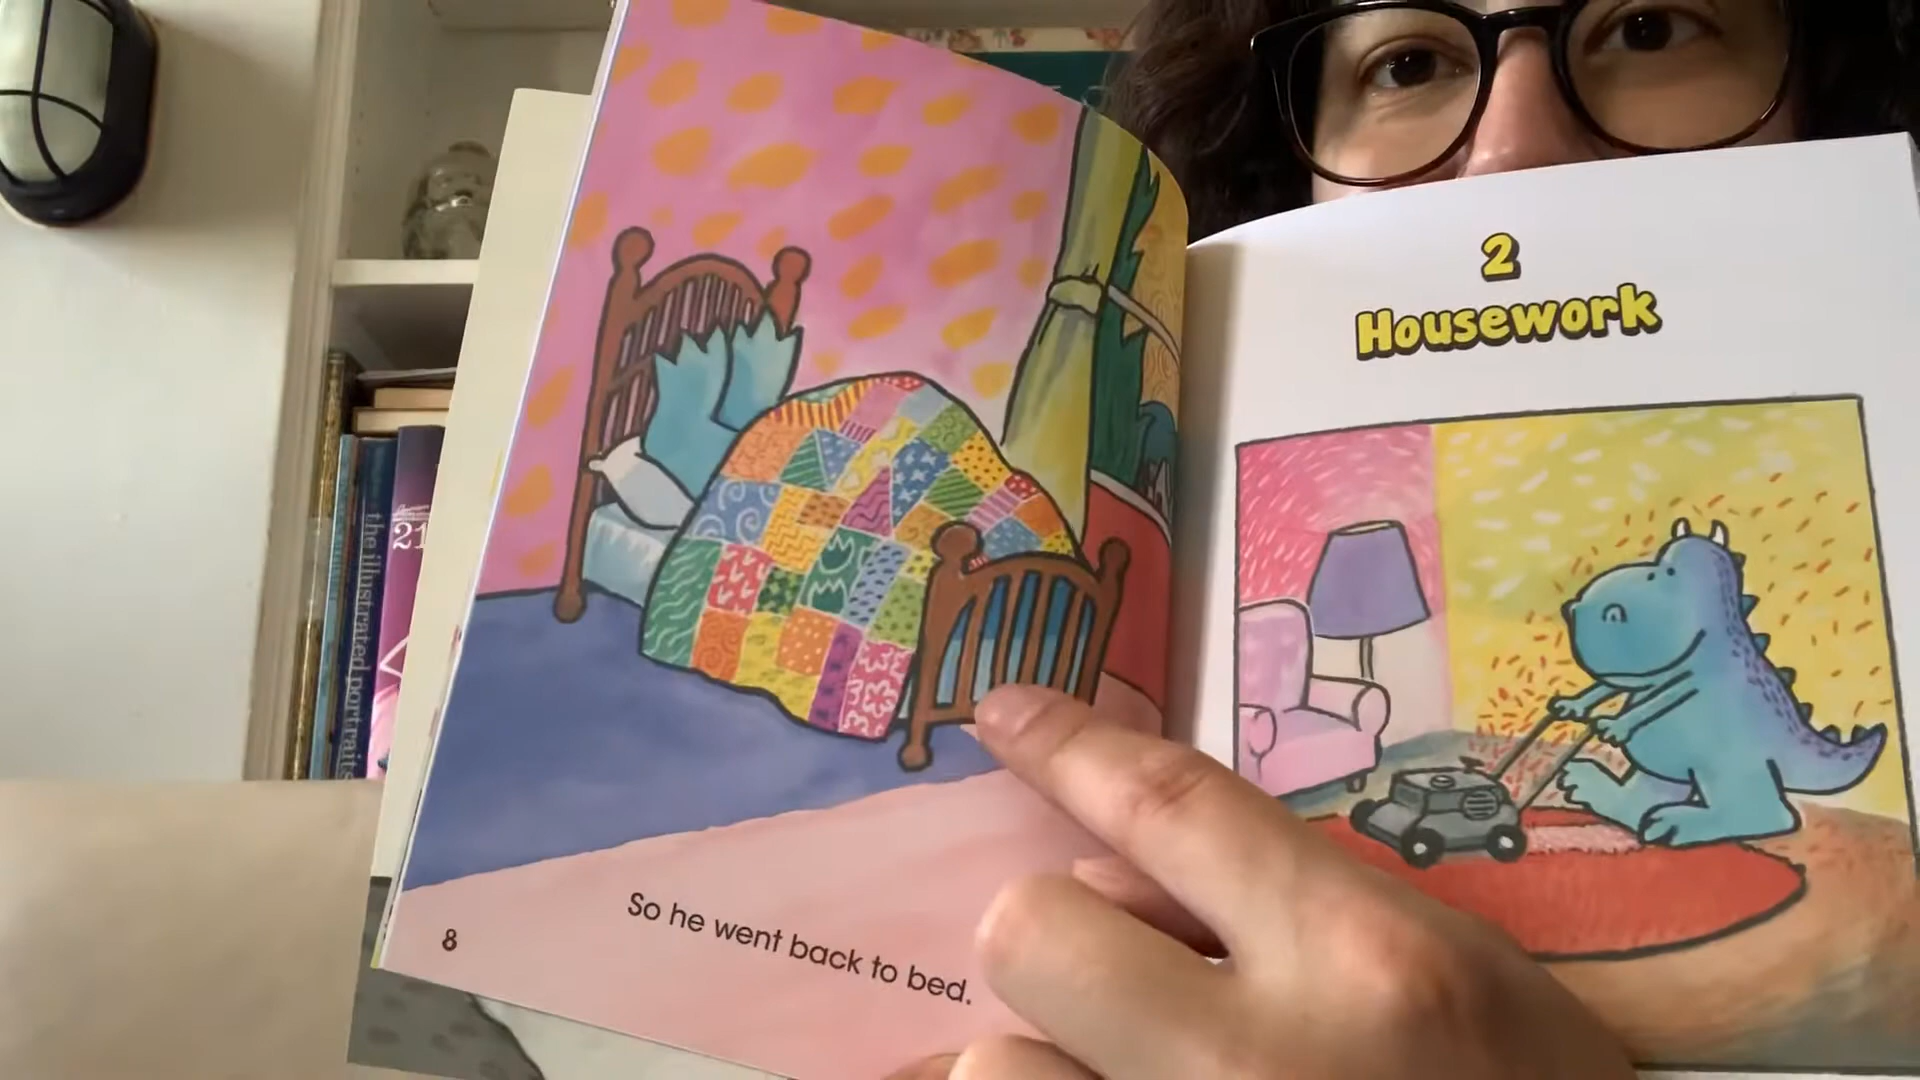 the illustrated portraits
21
So he went back to bed.
8
2
Housework